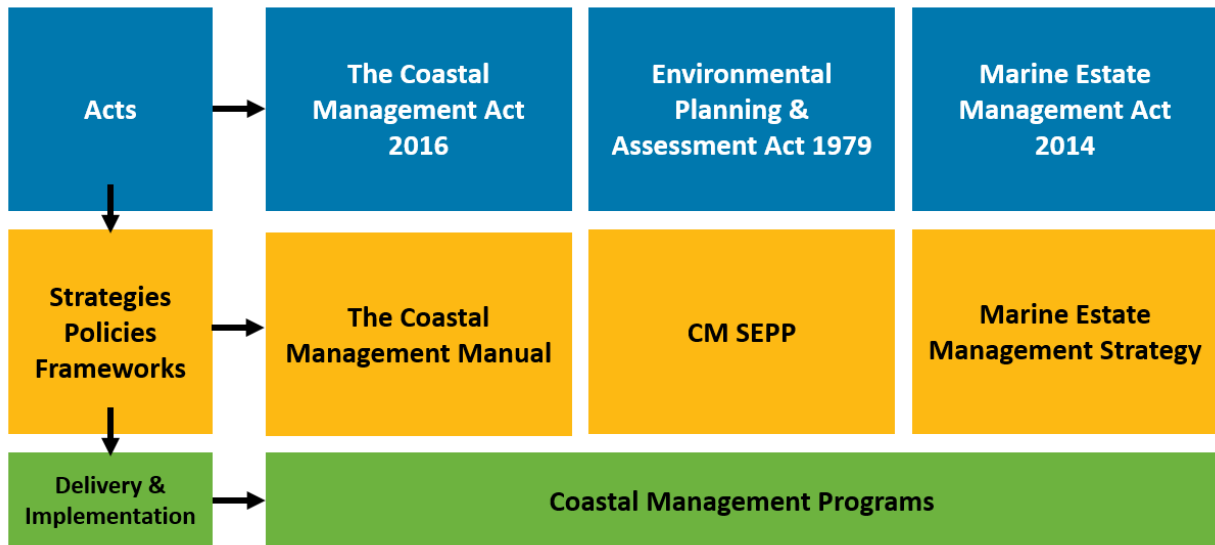 Acts
The Coastal
Management Act
2016
Environmental
Planning &
Assessment Act 1979
Marine Estate
Management Act
2014
Strategies
Policies
Frameworks
The Coastal
Management Manual
CM SEPP
Marine Estate
Management Strategy
Delivery &
Implementation
Coastal Management Programs